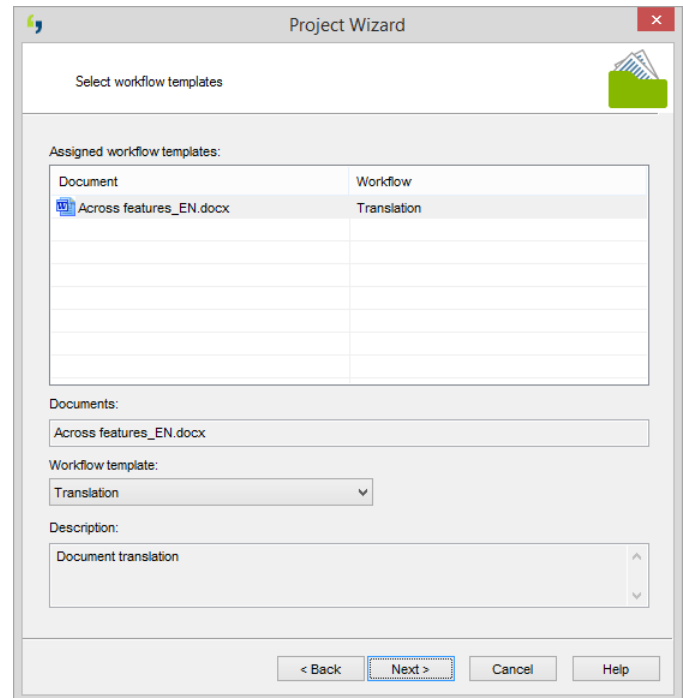 Project Wizard
Select workflow templates
Assigned workflow templates:
Document Workflow
Across features_EN.docx Translation
Documents:
Across features_EN.docx
Workflow template:
Translation
Description:
Document translation
< Back Next > Cancel Help